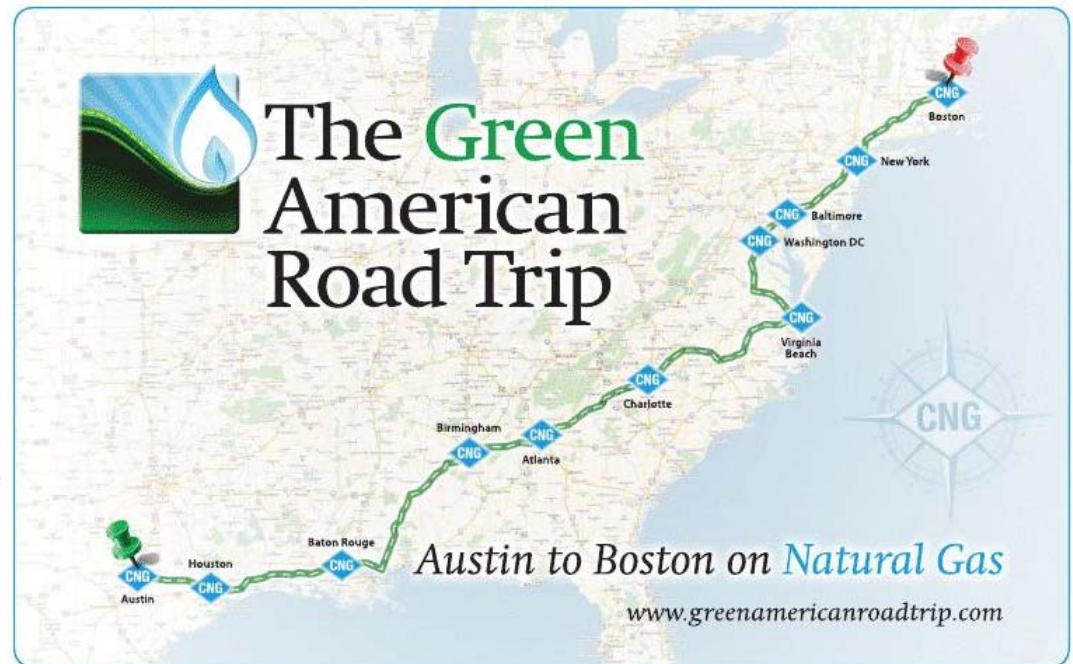 The Green
American
Road Trip
CNG
Boston
CNG
New York
CNG
Baltimore
CNG
Washington DC
CNG
Virginia
Beach
CNG
Charlotte
CNG
Birmingham
CNG
CNG
Atlanta
Baton Rouge
CNG
Houston
CNG
CNG
Austin
Austin to Boston on Natural Gas
www.greenamericanroadtrip.com